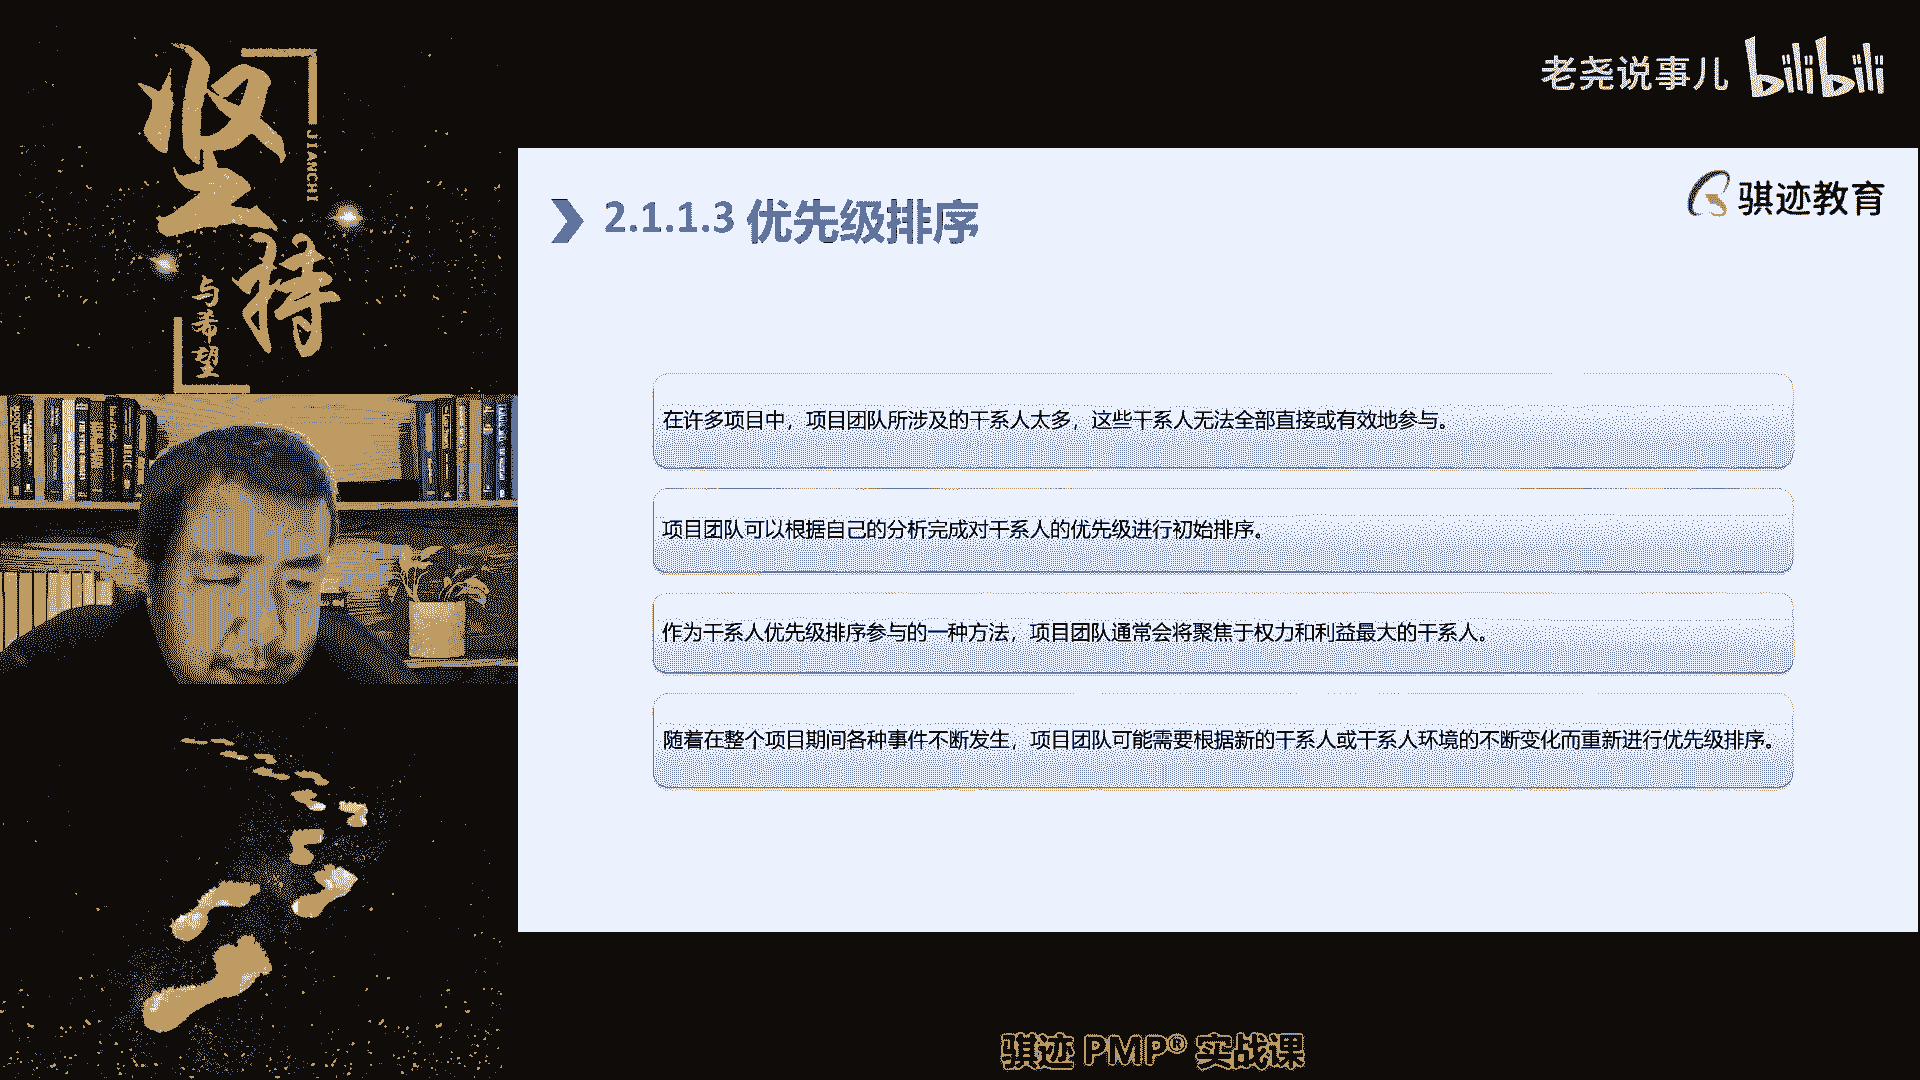 坚持
JIANCHI
与希望
老尧说事儿 bilibili
骐迹教育
2.1.1.3 优先级排序
在许多项目中，项目团队所涉及的干系人太多，这些干系人无法全部直接或有效地参与。
项目团队可以根据自己的分析完成对干系人的优先级进行初始排序。
作为干系人优先级排序参与的一种方法，项目团队通常会将聚焦于权力和利益最大的干系人。
随着在整个项目期间各种事件不断发生，项目团队可能需要根据新的干系人或干系人环境的不断变化而重新进行优先级排序。
骐迹 PMP® 实战课